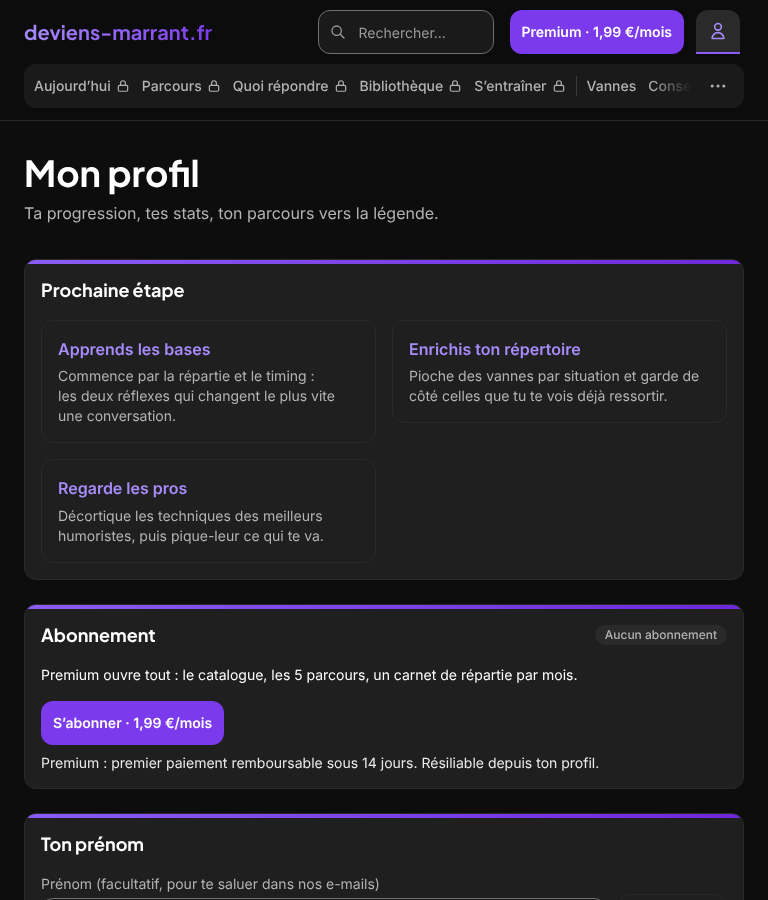 deviens-marrant.fr
Rechercher...
Premium · 1,99 €/mois
Aujourd’hui Parcours Quoi répondre Bibliothèque S’entraîner Vannes Conse
Mon profil
Ta progression, tes stats, ton parcours vers la légende.
Prochaine étape
Apprends les bases
Commence par la répartie et le timing :
les deux réflexes qui changent le plus vite
une conversation.
Enrichis ton répertoire
Pioche des vannes par situation et garde de
côté celles que tu te vois déjà ressortir.
Regarde les pros
Décortique les techniques des meilleurs
humoristes, puis pique-leur ce qui te va.
Abonnement
Aucun abonnement
Premium ouvre tout : le catalogue, les 5 parcours, un carnet de répartie par mois.
S’abonner · 1,99 €/mois
Premium : premier paiement remboursable sous 14 jours. Résiliable depuis ton profil.
Ton prénom
Prénom (facultatif, pour te saluer dans nos e-mails)